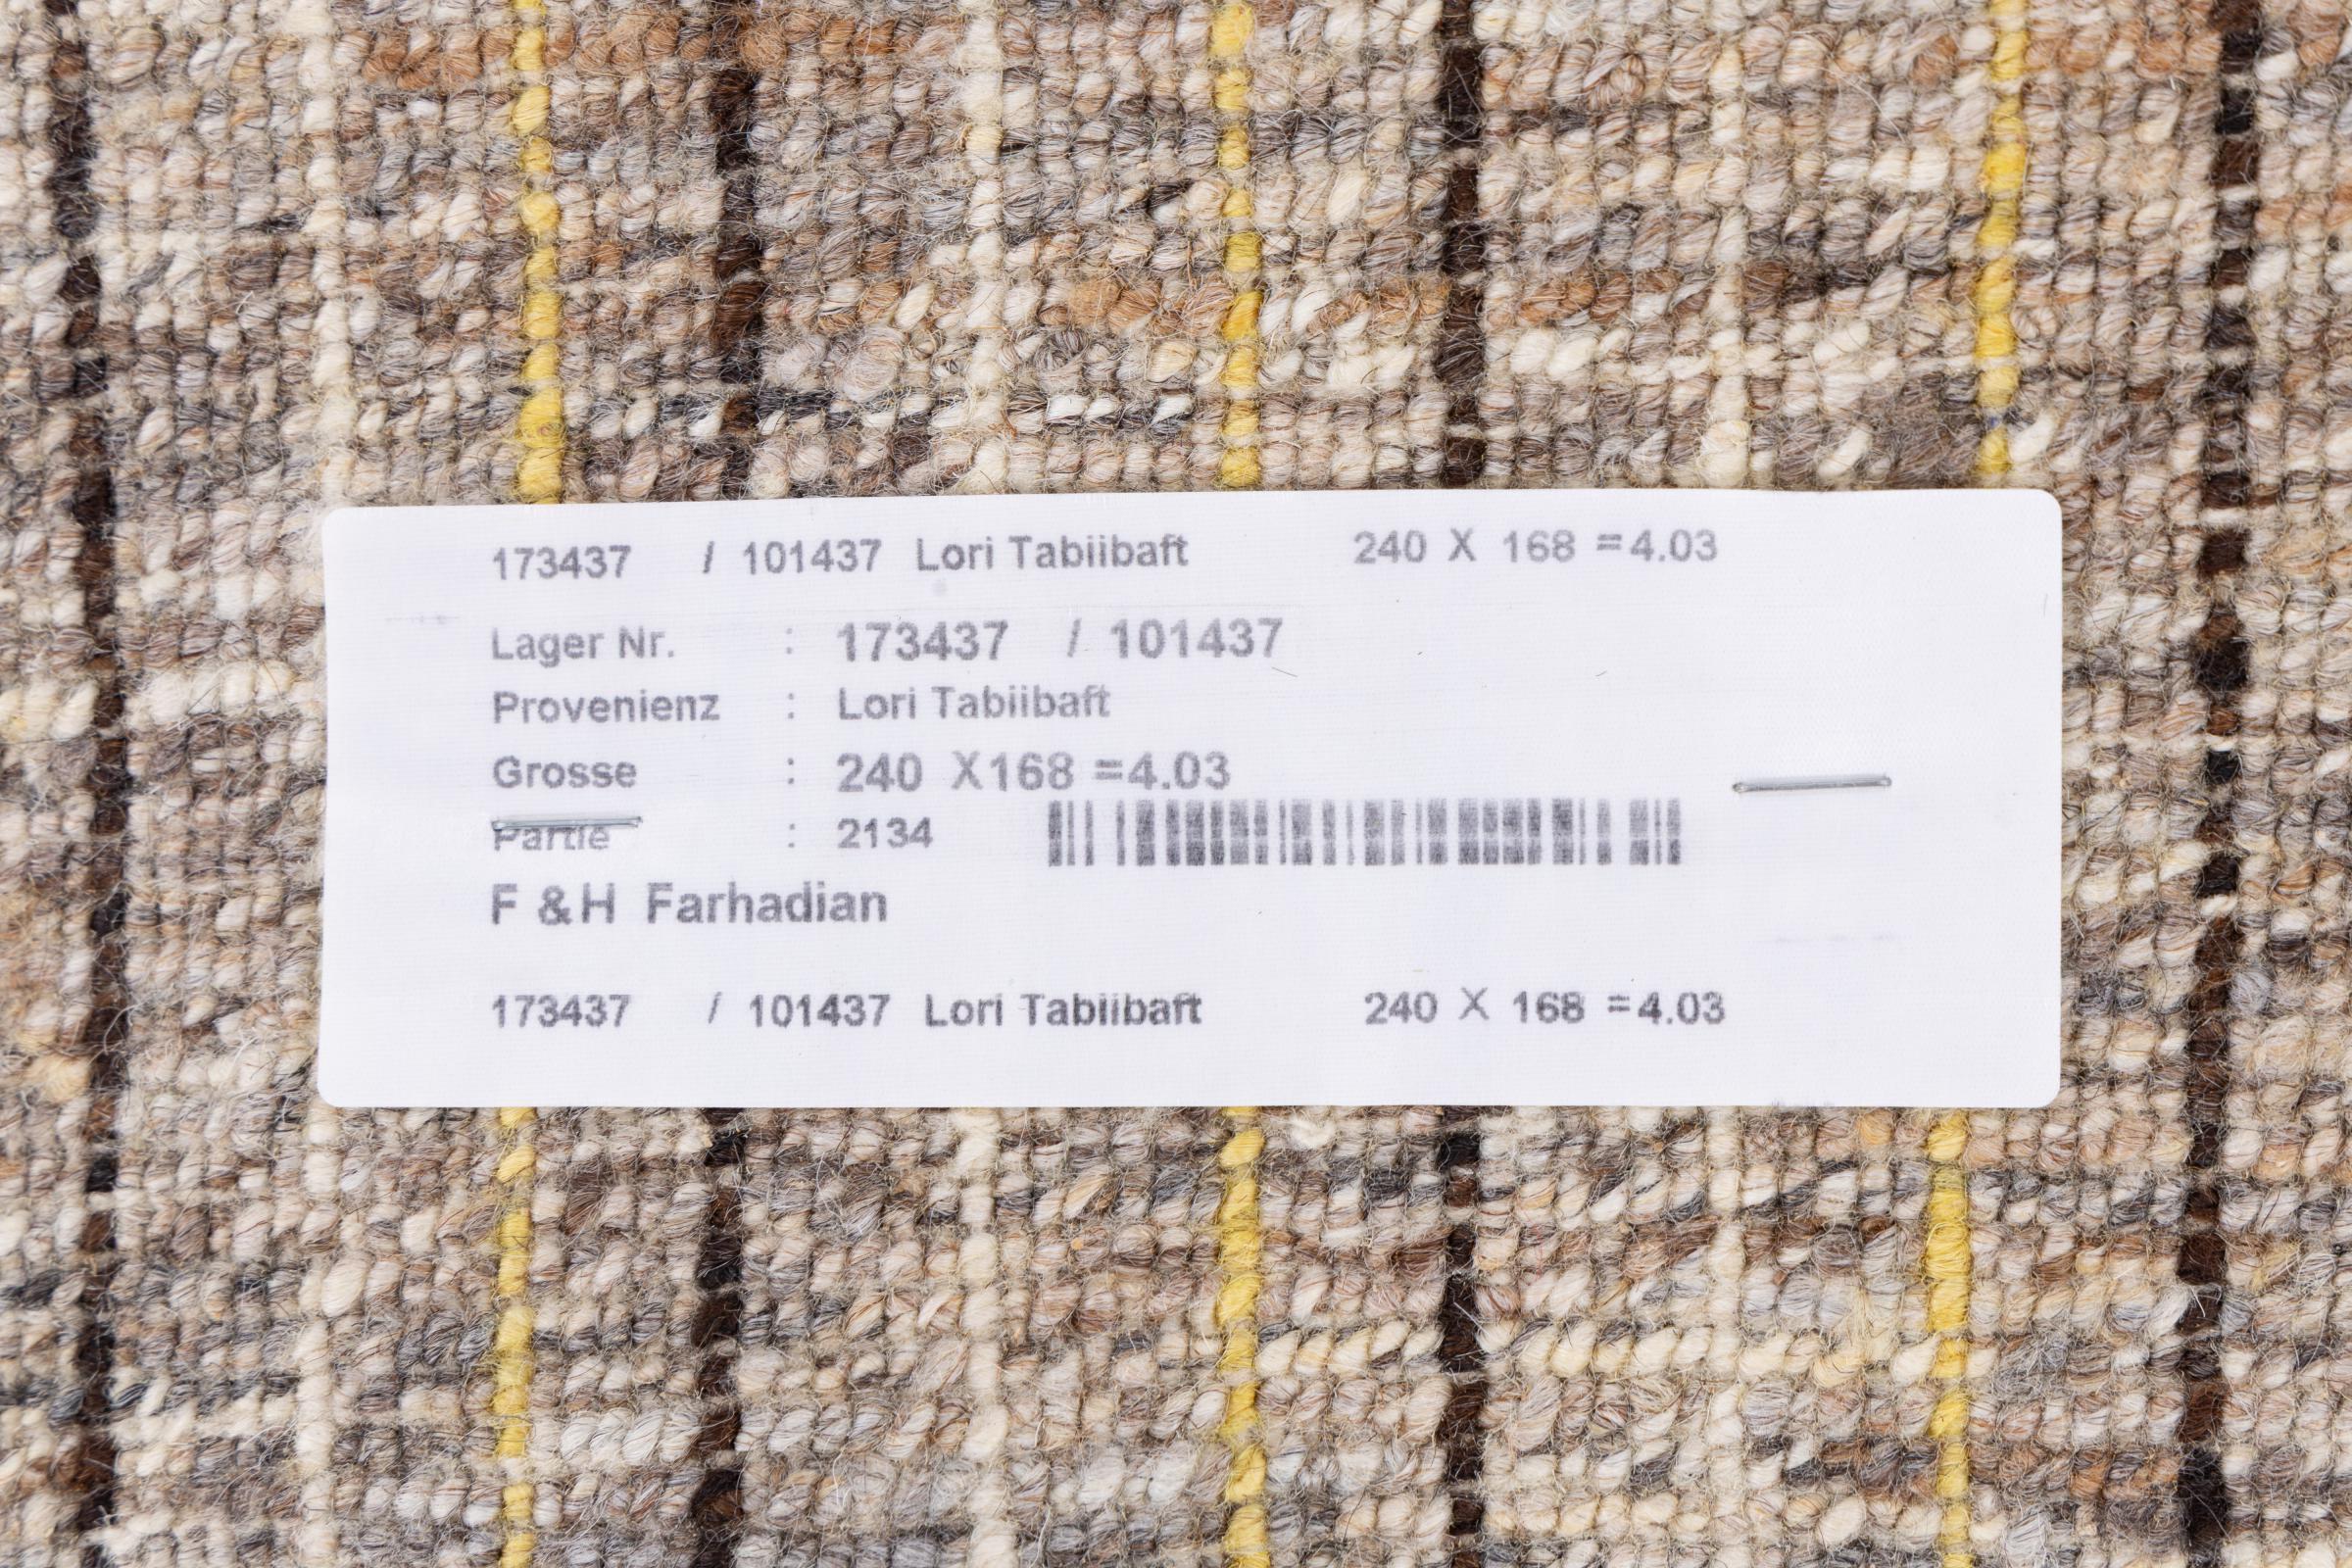 173437 / 101437 Lori Tabiibaft 240 X 168 =4.03
Lager Nr. : 173437 / 101437
Provenienz : Lori Tabiibaft
Grosse : 240 X168 =4.03
Partie : 2134
F &H Farhadian
173437 / 101437 Lori Tabiibaft 240 X 168 =4.03